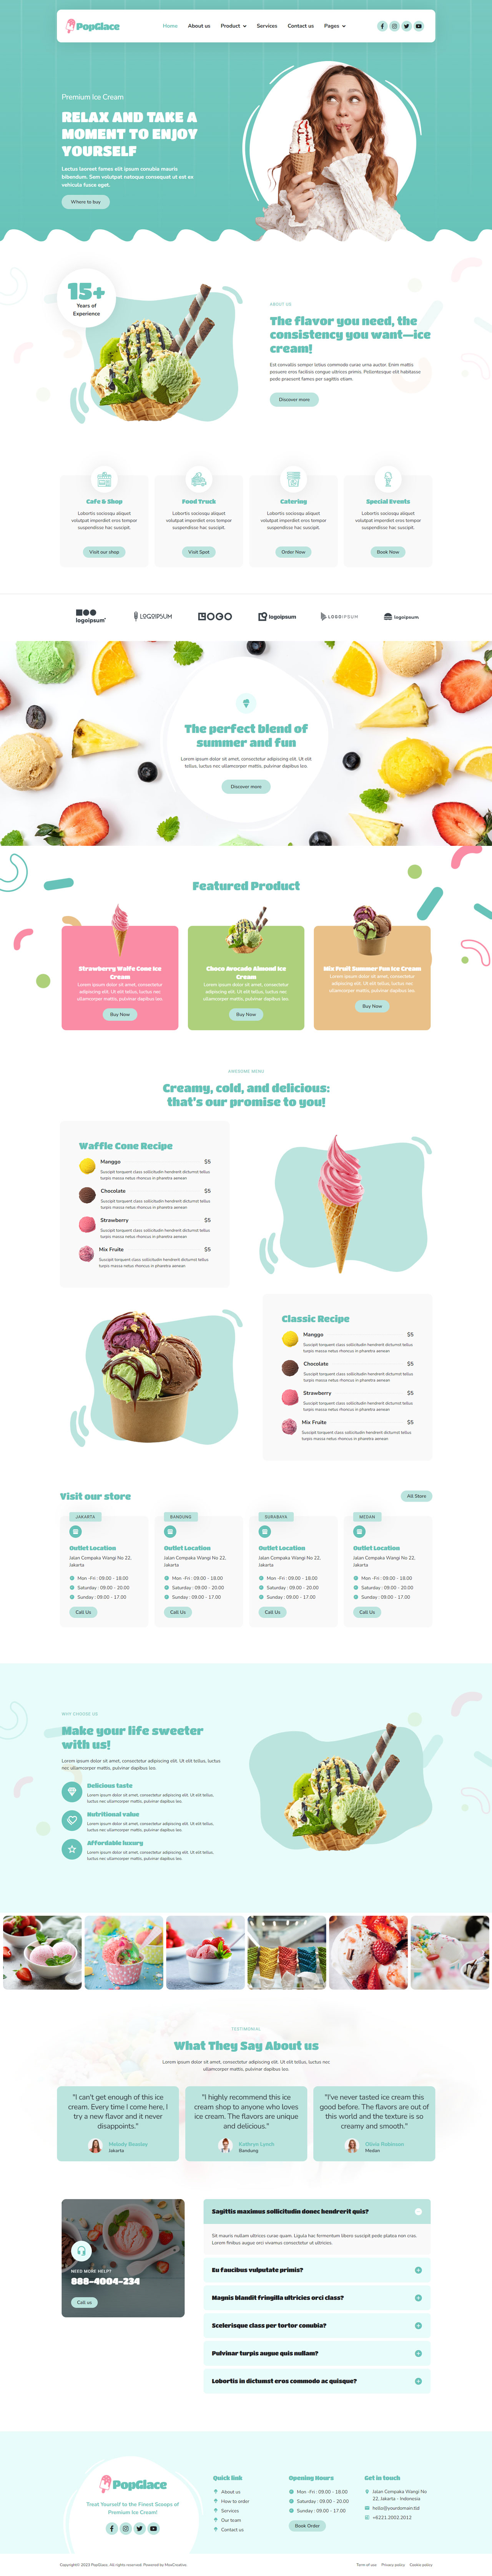 PopGlace
Home About us Product Services Contact us Pages
Premium Ice Cream
RELAX AND TAKE A
MOMENT TO ENJOY
YOURSELF
Lectus laoreet fames elit ipsum conubia mauris
bibendum. Sem volutpat natoque consequat est ex
vehicula fusce eget.
Where to buy
15+
Years of
Experience
ABOUT US
The flavor you need, the
consistency you want—ice
cream!
Est convallis semper letius commodo curae urna auctor. Enim mattis
posuere eros facilisis congue ultrices primis. Pellentesque elit habitasse
pede praesent fames per sagittis etiam.
Discover more
Cafe & Shop
Lobortis sociosqu aliquet
volutpat imperdiet eros tempor
suspendisse hac suscipit.
Visit our shop
Food Truck
Lobortis sociosqu aliquet
volutpat imperdiet eros tempor
suspendisse hac suscipit.
Visit Spot
Catering
Lobortis sociosqu aliquet
volutpat imperdiet eros tempor
suspendisse hac suscipit.
Order Now
Special Events
Lobortis sociosqu aliquet
volutpat imperdiet eros tempor
suspendisse hac suscipit.
Book Now
logoipsum
LOGOIPSUM
LOGO
logoipsum
LOGOIPSUM
logoipsum
The perfect blend of
summer and fun
Lorem ipsum dolor sit amet, consectetur adipiscing elit. Ut elit
tellus, luctus nec ullamcorper mattis, pulvinar dapibus leo.
Discover more
Featured Product
Strawberry Walfe Cone Ice
Cream
Lorem ipsum dolor sit amet, consectetur
adipiscing elit. Ut elit tellus, luctus nec
ullamcorper mattis, pulvinar dapibus leo.
Buy Now
Choco Avocado Almond Ice
Cream
Lorem ipsum dolor sit amet, consectetur
adipiscing elit. Ut elit tellus, luctus nec
ullamcorper mattis, pulvinar dapibus leo.
Buy Now
Mix Fruit Summer Fun Ice Cream
Lorem ipsum dolor sit amet, consectetur
adipiscing elit. Ut elit tellus, luctus nec
ullamcorper mattis, pulvinar dapibus leo.
Buy Now
AWESOME MENU
Creamy, cold, and delicious:
that's our promise to you!
Waffle Cone Recipe
Manggo $5
Suscipit torquent class sollicitudin hendrerit dictumst tellus
turpis massa netus rhoncus in pharetra aenean
Chocolate $5
Suscipit torquent class sollicitudin hendrerit dictumst tellus
turpis massa netus rhoncus in pharetra aenean
Strawberry $5
Suscipit torquent class sollicitudin hendrerit dictumst tellus
turpis massa netus rhoncus in pharetra aenean
Mix Fruite $5
Suscipit torquent class sollicitudin hendrerit dictumst tellus
turpis massa netus rhoncus in pharetra aenean
Classic Recipe
Manggo $5
Suscipit torquent class sollicitudin hendrerit dictumst tellus
turpis massa netus rhoncus in pharetra aenean
Chocolate $5
Suscipit torquent class sollicitudin hendrerit dictumst tellus
turpis massa netus rhoncus in pharetra aenean
Strawberry $5
Suscipit torquent class sollicitudin hendrerit dictumst tellus
turpis massa netus rhoncus in pharetra aenean
Mix Fruite $5
Suscipit torquent class sollicitudin hendrerit dictumst tellus
turpis massa netus rhoncus in pharetra aenean
Visit our store
All Store
JAKARTA
Outlet Location
Jalan Cempaka Wangi No 22,
Jakarta
Mon -Fri : 09.00 - 18.00
Saturday : 09.00 - 20.00
Sunday : 09.00 - 17.00
Call Us
BANDUNG
Outlet Location
Jalan Cempaka Wangi No 22,
Jakarta
Mon -Fri : 09.00 - 18.00
Saturday : 09.00 - 20.00
Sunday : 09.00 - 17.00
Call Us
SURABAYA
Outlet Location
Jalan Cempaka Wangi No 22,
Jakarta
Mon -Fri : 09.00 - 18.00
Saturday : 09.00 - 20.00
Sunday : 09.00 - 17.00
Call Us
MEDAN
Outlet Location
Jalan Cempaka Wangi No 22,
Jakarta
Mon -Fri : 09.00 - 18.00
Saturday : 09.00 - 20.00
Sunday : 09.00 - 17.00
Call Us
WHY CHOOSE US
Make your life sweeter
with us!
Lorem ipsum dolor sit amet, consectetur adipiscing elit. Ut elit tellus, luctus
nec ullamcorper mattis, pulvinar dapibus leo.
Delicious taste
Lorem ipsum dolor sit amet, consectetur adipiscing elit. Ut elit tellus,
luctus nec ullamcorper mattis, pulvinar dapibus leo.
Nutritional value
Lorem ipsum dolor sit amet, consectetur adipiscing elit. Ut elit tellus,
luctus nec ullamcorper mattis, pulvinar dapibus leo.
Affordable luxury
Lorem ipsum dolor sit amet, consectetur adipiscing elit. Ut elit tellus,
luctus nec ullamcorper mattis, pulvinar dapibus leo.
TESTIMONIAL
What They Say About us
Lorem ipsum dolor sit amet, consectetur adipiscing elit. Ut elit tellus, luctus nec
ullamcorper mattis, pulvinar dapibus leo.
"I can't get enough of this ice
cream. Every time I come here, I
try a new flavor and it never
disappoints."
Melody Beasley
Jakarta
"I highly recommend this ice
cream shop to anyone who loves
ice cream. The flavors are unique
and delicious."
Kathryn Lynch
Bandung
"I've never tasted ice cream this
good before. The flavors are out of
this world and the texture is so
creamy and smooth."
Olivia Robinson
Medan
NEED MORE HELP?
888-4004-234
Call us
Sagittis maximus sollicitudin donec hendrerit quis?
Sit mauris nullam ultrices curae quam. Ligula hac fermentum libero suscipit pede platea non cras.
Lorem finibus augue orci vivamus consectetur ut ultricies.
Eu faucibus vulputate primis?
Magnis blandit fringilla ultricies orci class?
Scelerisque class per tortor conubia?
Pulvinar turpis augue quis nullam?
Lobortis in dictumst eros commodo ac quisque?
PopGlace
Treat Yourself to the Finest Scoops of
Premium Ice Cream!
Quick link
About us
How to order
Services
Our team
Contact us
Opening Hours
Mon -Fri : 09.00 - 18.00
Saturday : 09.00 - 20.00
Sunday : 09.00 - 17.00
Book Order
Get in touch
Jalan Cempaka Wangi No
22, Jakarta - Indonesia
hello@yourdomain.tld
+6221.2002.2012
Copyright© 2023 PopGlace, All rights reserved. Powered by MoxCreative.
Term of use Privacy policy Cookie policy